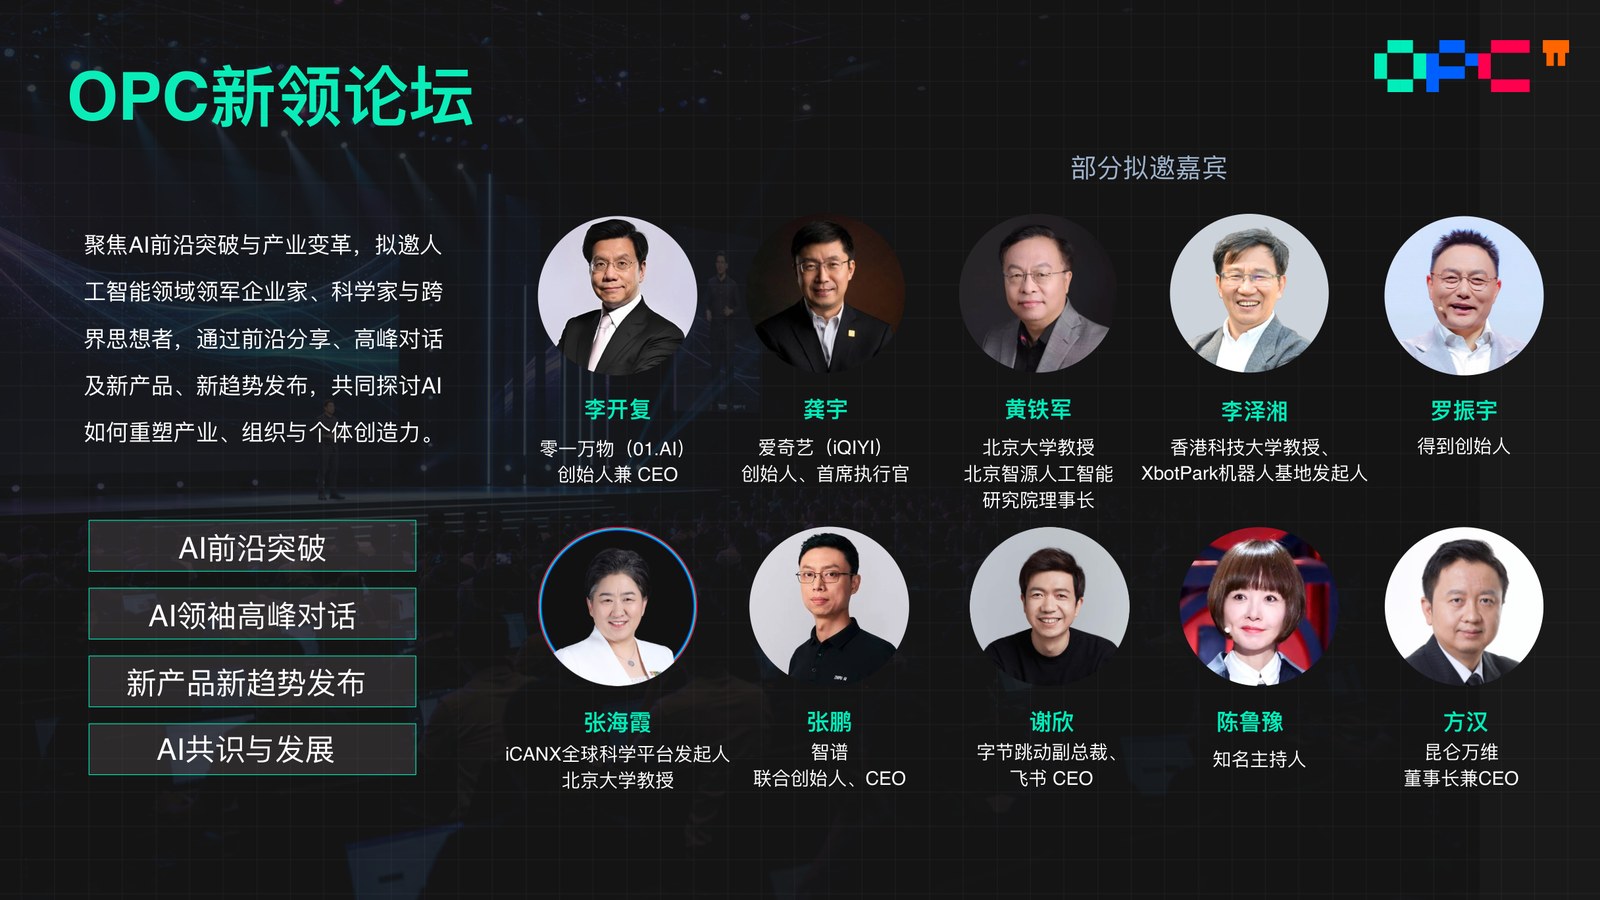 OPC新领论坛
OPC
部分拟邀嘉宾
聚焦AI前沿突破与产业变革，拟邀人
工智能领域领军企业家、科学家与跨
界思想者，通过前沿分享、高峰对话
及新产品、新趋势发布，共同探讨AI
如何重塑产业、组织与个体创造力。
AI前沿突破
AI领袖高峰对话
新产品新趋势发布
AI共识与发展
李开复
零一万物（01.AI）
创始人兼 CEO
龚宇
爱奇艺（iQIYI）
创始人、首席执行官
黄铁军
北京大学教授
北京智源人工智能
研究院理事长
李泽湘
香港科技大学教授、
XbotPark机器人基地发起人
罗振宇
得到创始人
张海霞
iCANX全球科学平台发起人
北京大学教授
张鹏
智谱
联合创始人、CEO
谢欣
字节跳动副总裁、
飞书 CEO
陈鲁豫
知名主持人
方汉
昆仑万维
董事长兼CEO